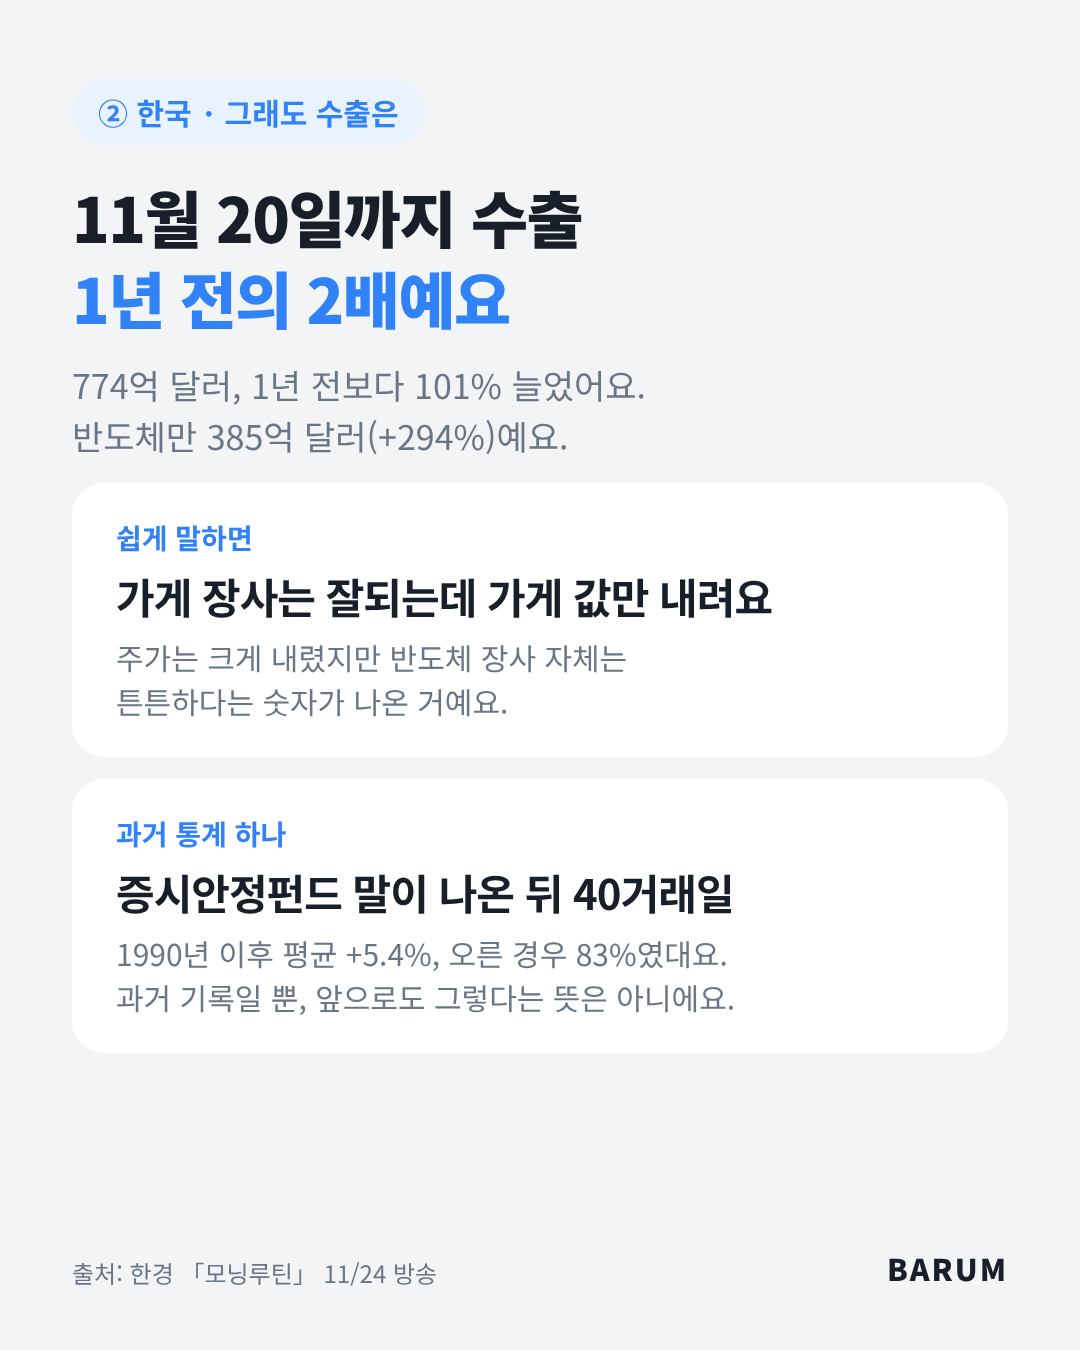 ② 한국 · 그래도 수출은
11월 20일까지 수출
1년 전의 2배예요
774억 달러, 1년 전보다 101% 늘었어요.
반도체만 385억 달러(+294%)예요.
쉽게 말하면
가게 장사는 잘되는데 가게 값만 내려요
주가는 크게 내렸지만 반도체 장사 자체는
튼튼하다는 숫자가 나온 거예요.
과거 통계 하나
증시안정펀드 말이 나온 뒤 40거래일
1990년 이후 평균 +5.4%, 오른 경우 83%였대요.
과거 기록일 뿐, 앞으로도 그렇다는 뜻은 아니에요.
출처: 한경 「모닝루틴」 11/24 방송
BARUM